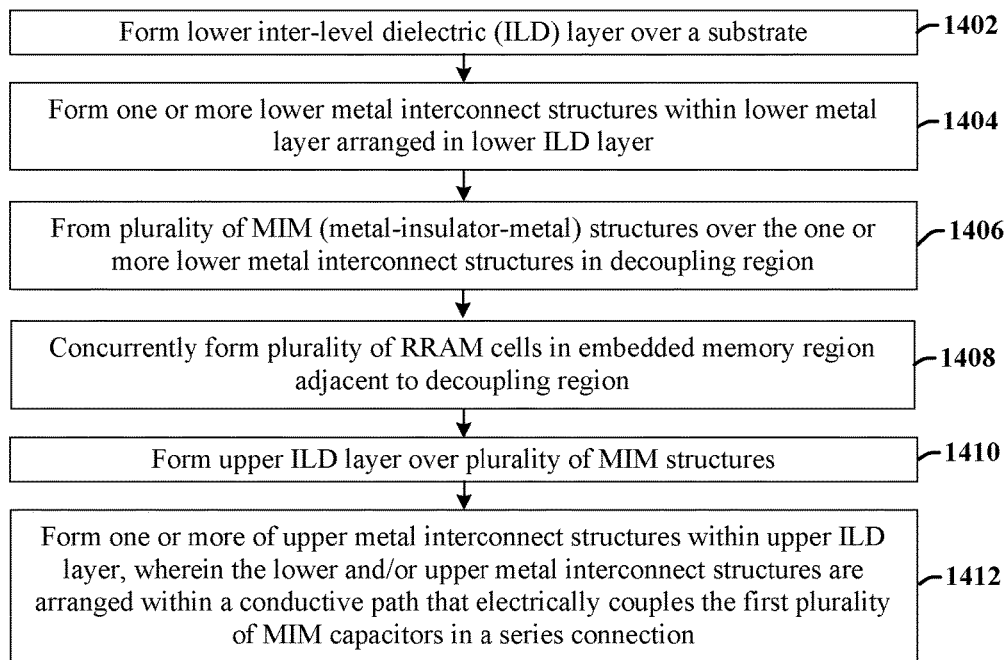 Form lower inter-level dielectric (ILD) layer over a substrate
1402
Form one or more lower metal interconnect structures within lower metal
layer arranged in lower ILD layer
1404
From plurality of MIM (metal-insulator-metal) structures over the one or
more lower metal interconnect structures in decoupling region
1406
Concurrently form plurality of RRAM cells in embedded memory region
adjacent to decoupling region
1408
Form upper ILD layer over plurality of MIM structures
1410
Form one or more of upper metal interconnect structures within upper ILD
layer, wherein the lower and/or upper metal interconnect structures are
arranged within a conductive path that electrically couples the first plurality
of MIM capacitors in a series connection
1412